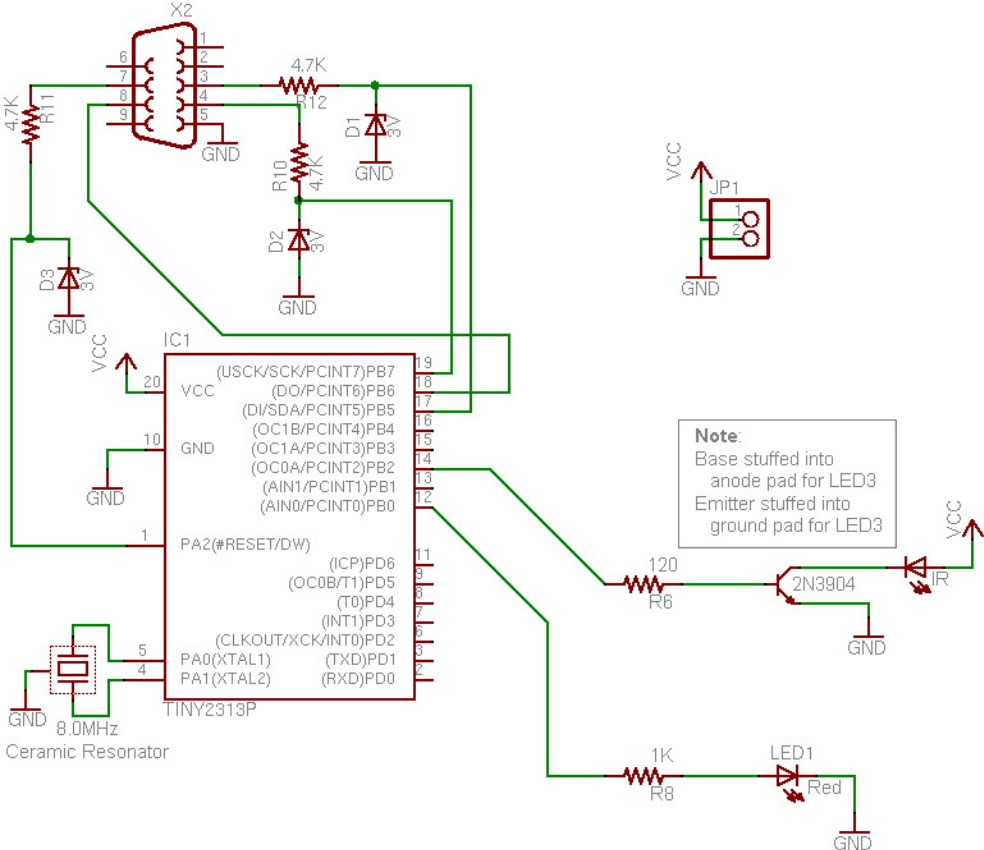 X2
1
6
2
7
3
8
4
9
5
GND
4.7K
R11
4.7K
R12
D1
3V
GND
R10
4.7K
D2
3V
GND
D3
3V
GND
VCC
JP1
1
2
GND
IC1
VCC
20
VCC
10
GND
GND
1
PA2(#RESET/DW)
5
PA0(XTAL1)
4
PA1(XTAL2)
(USCK/SCK/PCINT7)PB7
19
(DO/PCINT6)PB6
18
(DI/SDA/PCINT5)PB5
17
(OC1B/PCINT4)PB4
16
(OC1A/PCINT3)PB3
15
(OC0A/PCINT2)PB2
14
(AIN1/PCINT1)PB1
13
(AIN0/PCINT0)PB0
12
(ICP)PD6
11
(OC0B/T1)PD5
9
(T0)PD4
8
(INT1)PD3
7
(CLKOUT/XCK/INT0)PD2
6
(TXD)PD1
3
(RXD)PD0
2
TINY2313P
GND
8.0MHz
Ceramic Resonator
Note:
Base stuffed into
anode pad for LED3
Emitter stuffed into
ground pad for LED3
120
R6
2N3904
IR
VCC
GND
1K
R8
LED1
Red
GND